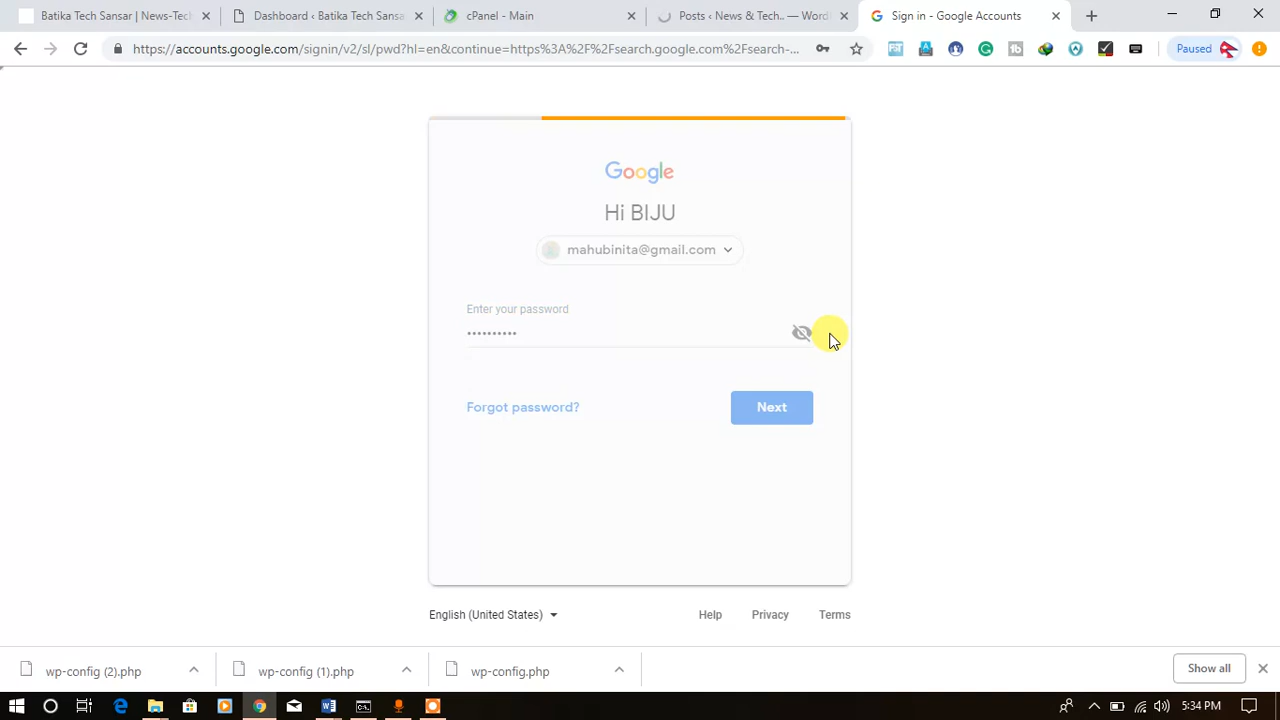 Batika Tech Sansar | News-Tech
Dashboard ‹ Batika Tech Sansar
cPanel - Main
Posts ‹ News & Tech.. — Word
Sign in - Google Accounts
https://accounts.google.com/signin/v2/sl/pwd?hl=en&continue=https%3A%2F%2Fsearch.google.com%2Fsearch-...
Paused
Google
Hi BIJU
mahubinita@gmail.com
Enter your password
••••••••••
Forgot password?
Next
English (United States)
Help
Privacy
Terms
wp-config (2).php
wp-config (1).php
wp-config.php
Show all
5:34 PM